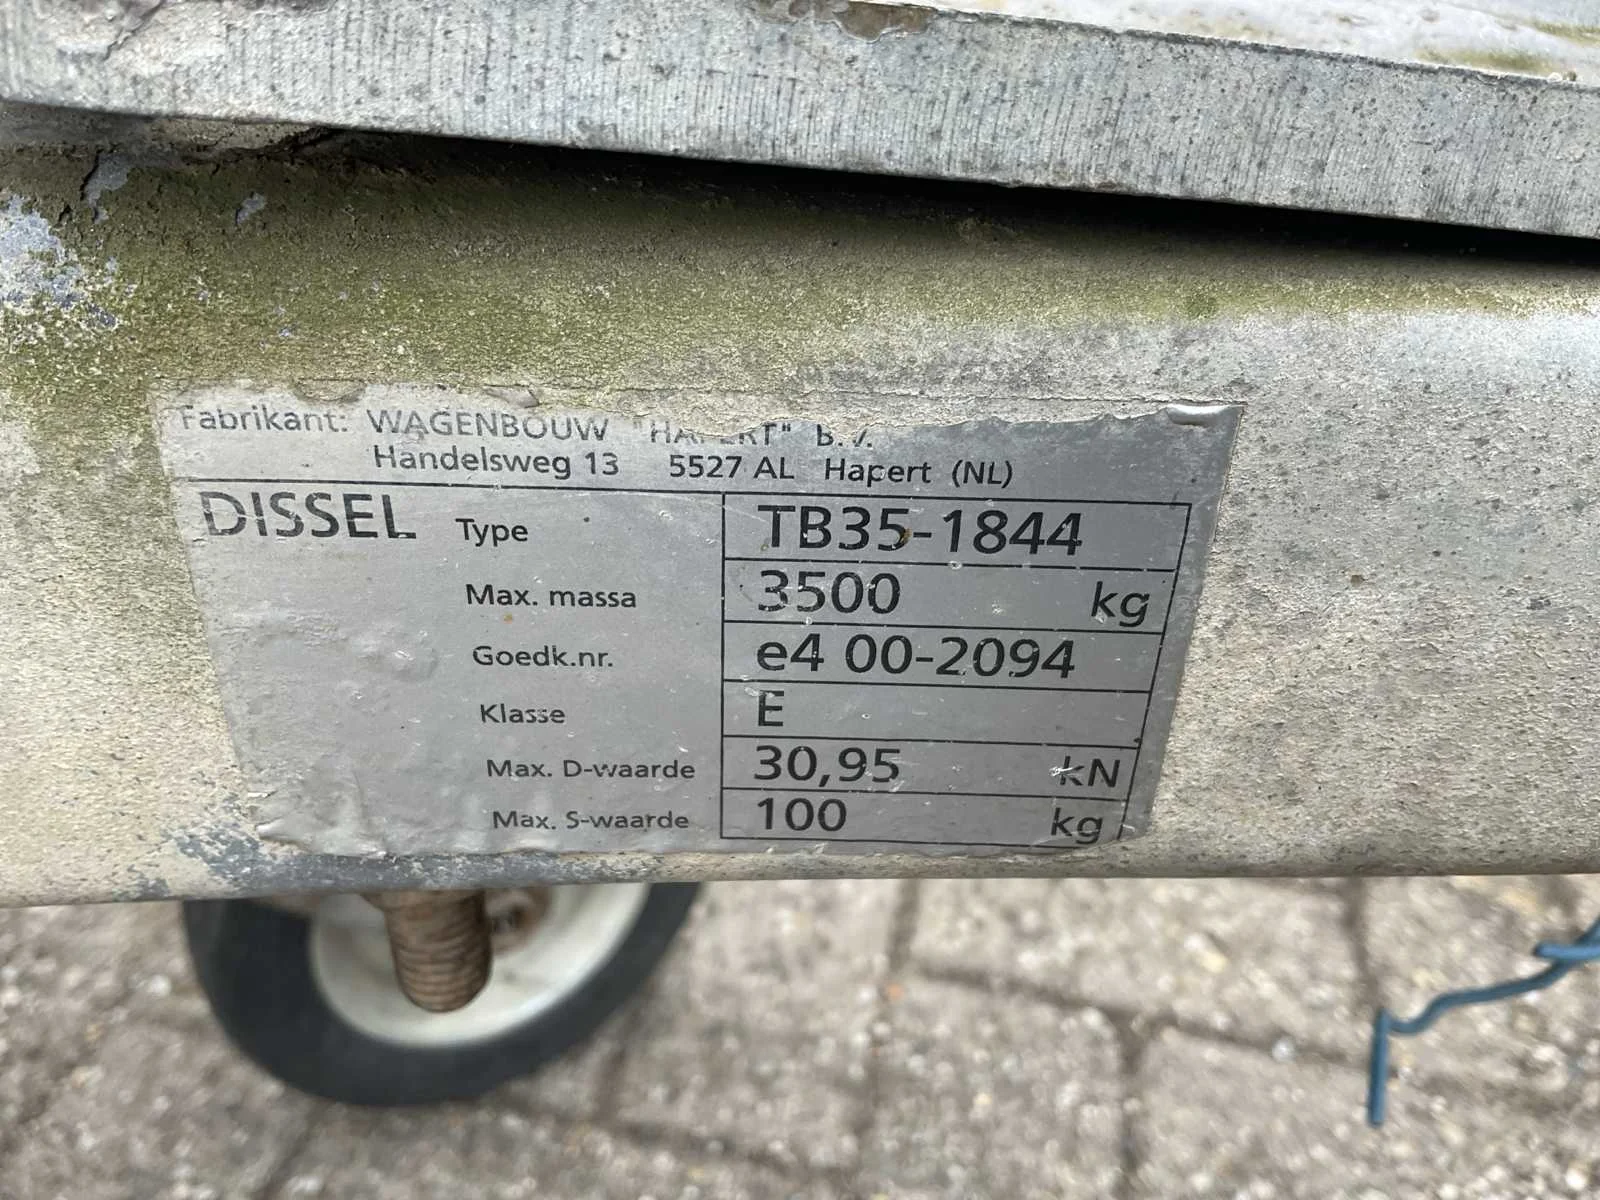 Fabrikant: WAGENBOUW "HAPERT" B.V.
Handelsweg 13 5527 AL Hapert (NL)
DISSEL Type TB35-1844
Max. massa 3500 kg
Goedk.nr. e4 00-2094
Klasse E
Max. D-waarde 30,95 kN
Max. S-waarde 100 kg